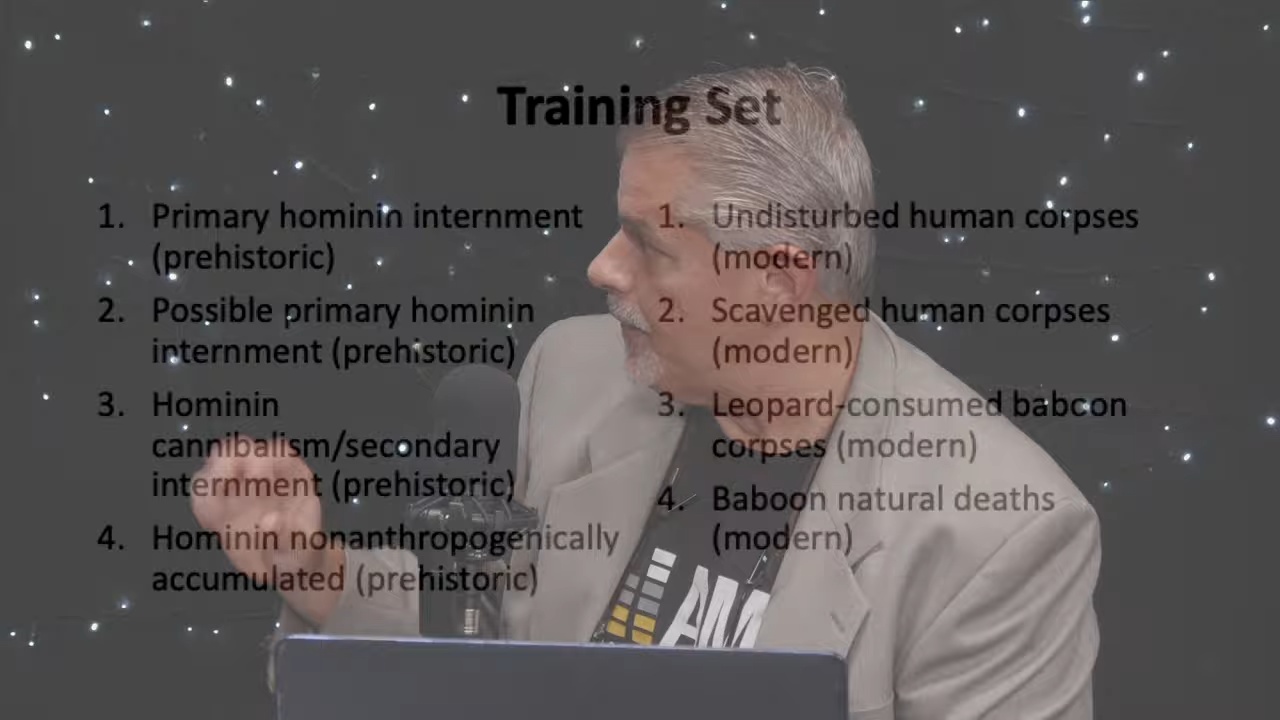 Training Set
1. Primary hominin internment
(prehistoric)
2. Possible primary hominin
internment (prehistoric)
3. Hominin
cannibalism/secondary
internment (prehistoric)
4. Hominin nonanthropogenically
accumulated (prehistoric)
1. Undisturbed human corpses
(modern)
2. Scavenged human corpses
(modern)
3. Leopard-consumed baboon
corpses (modern)
4. Baboon natural deaths
(modern)
AM